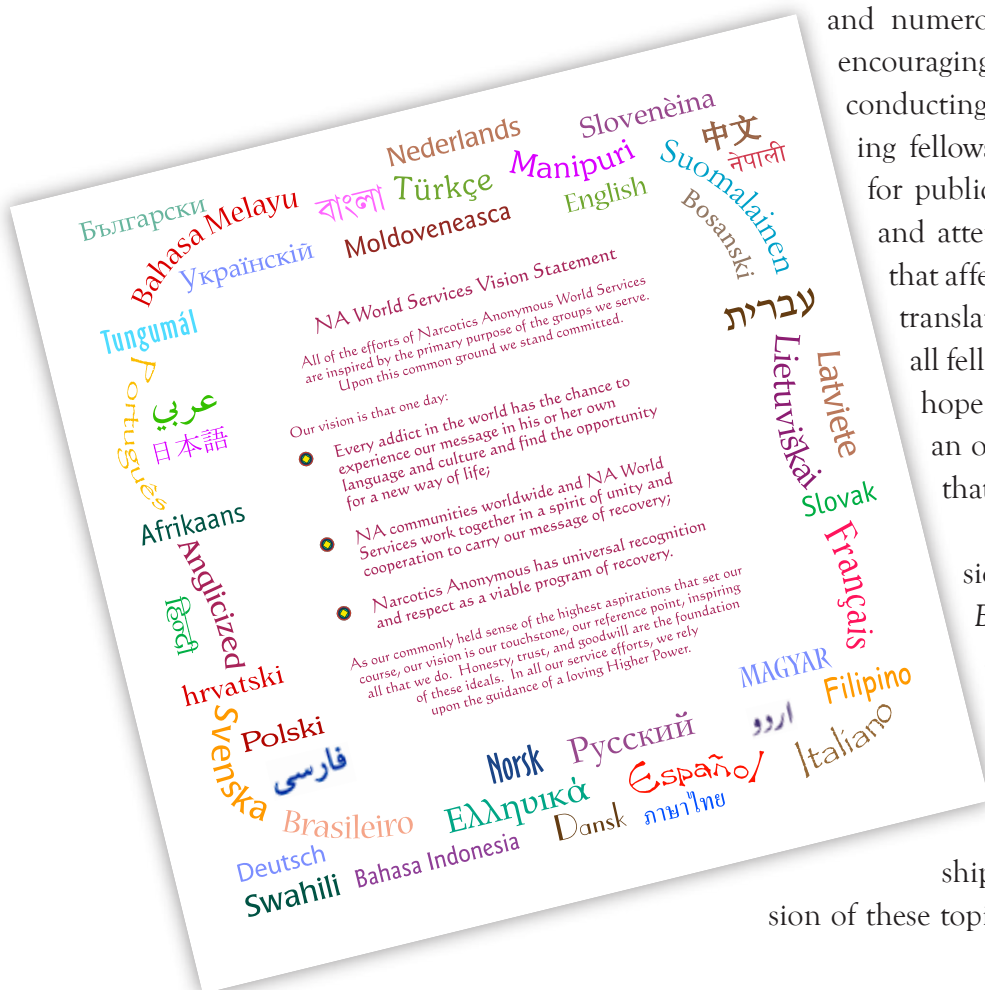 Nederlands
Slovenèina
中文
नेपाली
Български
Bahasa Melayu
বাংলা
Türkçe
Manipuri
English
Suomalainen
Bosanski
Українскій
Moldoveneasca
Tungumál
עברית
Português
عربي
日本語
Lietuviškai
Latviete
Afrikaans
Slovak
Anglicized
हिन्दी
Français
hrvatski
MAGYAR
Filipino
Svenska
Polski
فارسی
Norsk
Русский
اردو
Italiano
Brasileiro
Ελληνικά
Español
Dansk
ภาษาไทย
Deutsch
Bahasa Indonesia
Swahili
NA World Services Vision Statement
All of the efforts of Narcotics Anonymous World Services
are inspired by the primary purpose of the groups we serve.
Upon this common ground we stand committed.
Our vision is that one day:
Every addict in the world has the chance to
experience our message in his or her own
language and culture and find the opportunity
for a new way of life;
NA communities worldwide and NA World
Services work together in a spirit of unity and
cooperation to carry our message of recovery;
Narcotics Anonymous has universal recognition
and respect as a viable program of recovery.
As our commonly held sense of the highest aspirations that set our
course, our vision is our touchstone, our reference point, inspiring
all that we do. Honesty, trust, and goodwill are the foundation
of these ideals. In all our service efforts, we rely
upon the guidance of a loving Higher Power.
and numero
encouraging
conducting
ing fellows
for public
and atte
that affe
transla
all fell
hope
an o
that
sio
E
ship
sion of these topi